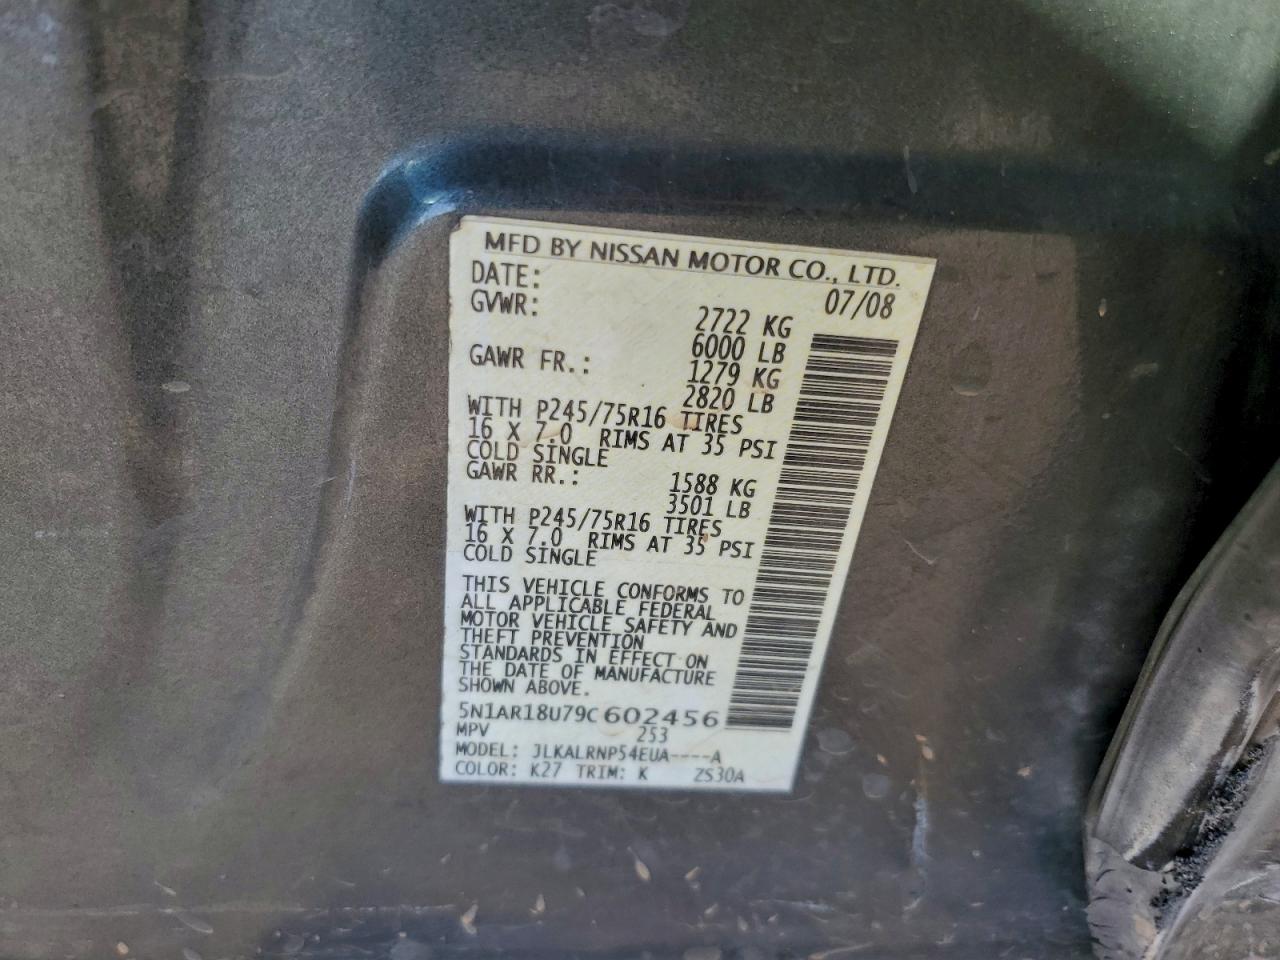 MFD BY NISSAN MOTOR CO., LTD.
DATE: 07/08
GVWR: 2722 KG
6000 LB
GAWR FR.: 1279 KG
2820 LB
WITH P245/75R16 TIRES
16 X 7.0 RIMS AT 35 PSI
COLD SINGLE
GAWR RR.: 1588 KG
3501 LB
WITH P245/75R16 TIRES
16 X 7.0 RIMS AT 35 PSI
COLD SINGLE
THIS VEHICLE CONFORMS TO
ALL APPLICABLE FEDERAL
MOTOR VEHICLE SAFETY AND
THEFT PREVENTION
STANDARDS IN EFFECT ON
THE DATE OF MANUFACTURE
SHOWN ABOVE.
5N1AR18U79C602456
MPV 253
MODEL: JLKALRNP54EUA----A
COLOR: K27 TRIM: K ZS30A